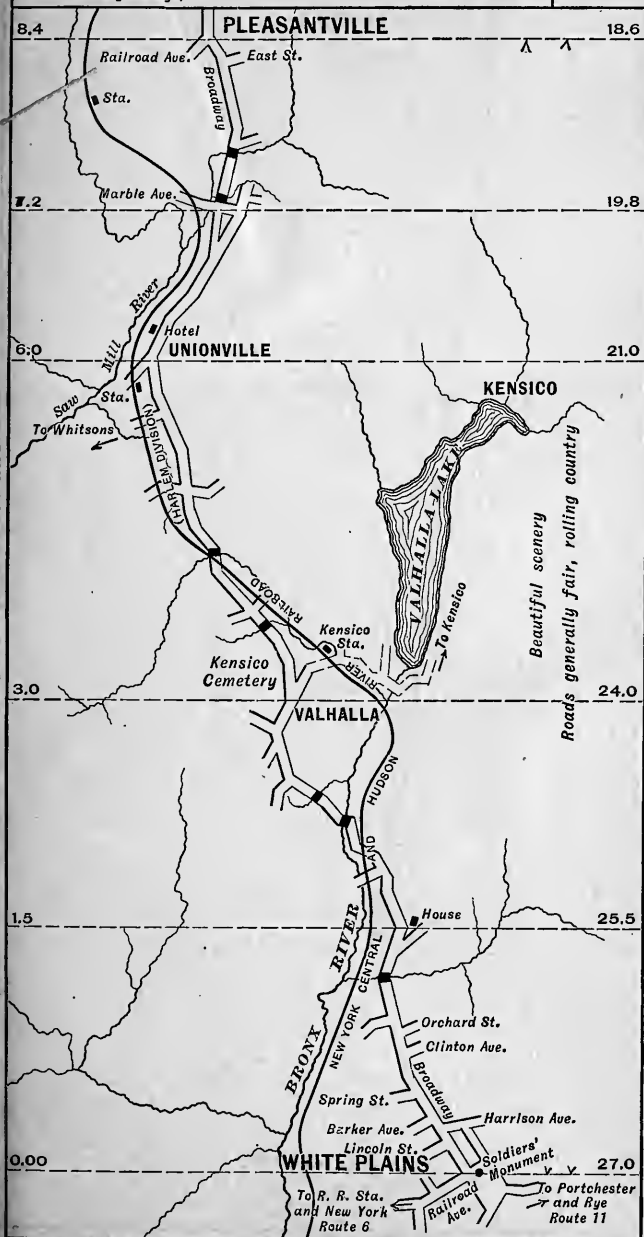 PLEASANTVILLE
8.4
18.6
Railroad Ave.
East St.
Broadway
Sta.
Marble Ave.
7.2
19.8
Saw Mill River
Hotel
6.0
UNIONVILLE
21.0
Sta.
KENSICO
To Whitsons
(HARLEM DIVISION)
VALHALLA LAKE
Beautiful scenery
Roads generally fair, rolling country
RAILROAD
Kensico
Sta.
To Kensico
Kensico
Cemetery
RIVER
3.0
VALHALLA
24.0
HUDSON
AND
House
1.5
25.5
BRONX RIVER
NEW YORK CENTRAL
Orchard St.
Clinton Ave.
Broadway
Spring St.
Harrison Ave.
Barker Ave.
Lincoln St.
Soldiers'
Monument
0.00
WHITE PLAINS
27.0
To R. R. Sta.
and New York
Route 6
Railroad
Ave.
To Portchester
and Rye
Route 11